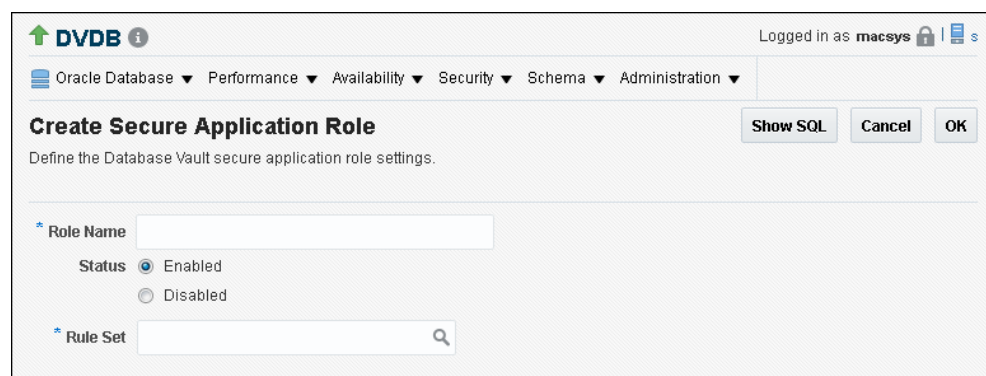 DVDB
Logged in as macsys | s
Oracle Database Performance Availability Security Schema Administration
Create Secure Application Role
Show SQL Cancel OK
Define the Database Vault secure application role settings.
* Role Name
Status Enabled
Disabled
* Rule Set